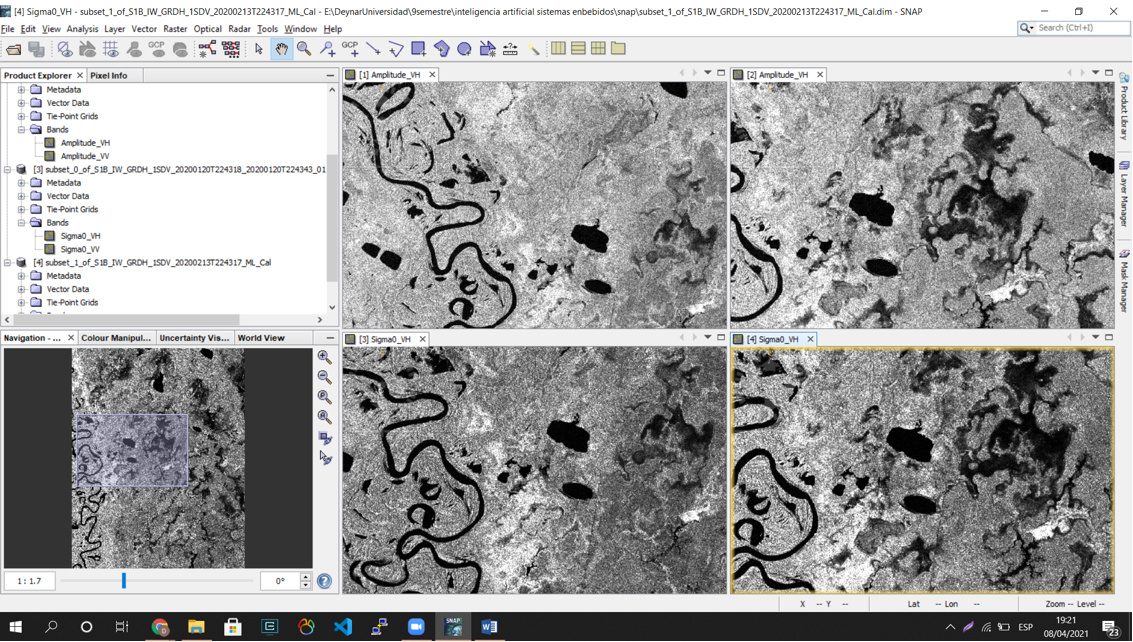 [4] Sigma0_VH - subset_1_of_S1B_IW_GRDH_1SDV_20200213T224317_ML_Cal - E:\DeynarUniversidad\9semestre\inteligencia artificial sistemas enbebidos\snap\subset_1_of_S1B_IW_GRDH_1SDV_20200213T224317_ML_Cal.dim - SNAP
File Edit View Analysis Layer Vector Raster Optical Radar Tools Window Help
Search (Ctrl+I)
GCP GCP
Product Explorer Pixel Info
Metadata
Vector Data
Tie-Point Grids
Bands
Amplitude_VH
Amplitude_VV
[3] subset_0_of_S1B_IW_GRDH_1SDV_20200120T224318_20200120T224343_01
Metadata
Vector Data
Tie-Point Grids
Bands
Sigma0_VH
Sigma0_VV
[4] subset_1_of_S1B_IW_GRDH_1SDV_20200213T224317_ML_Cal
Metadata
Vector Data
Tie-Point Grids
Navigation - ... Colour Manipul... Uncertainty Vis... World View
1 : 1.7
0°
[1] Amplitude_VH
[2] Amplitude_VH
[3] Sigma0_VH
[4] Sigma0_VH
Product Library
Layer Manager
Mask Manager
X -- Y -- Lat -- Lon -- Zoom -- Level --
SNAP
ESP
19:21
08/04/2021
23